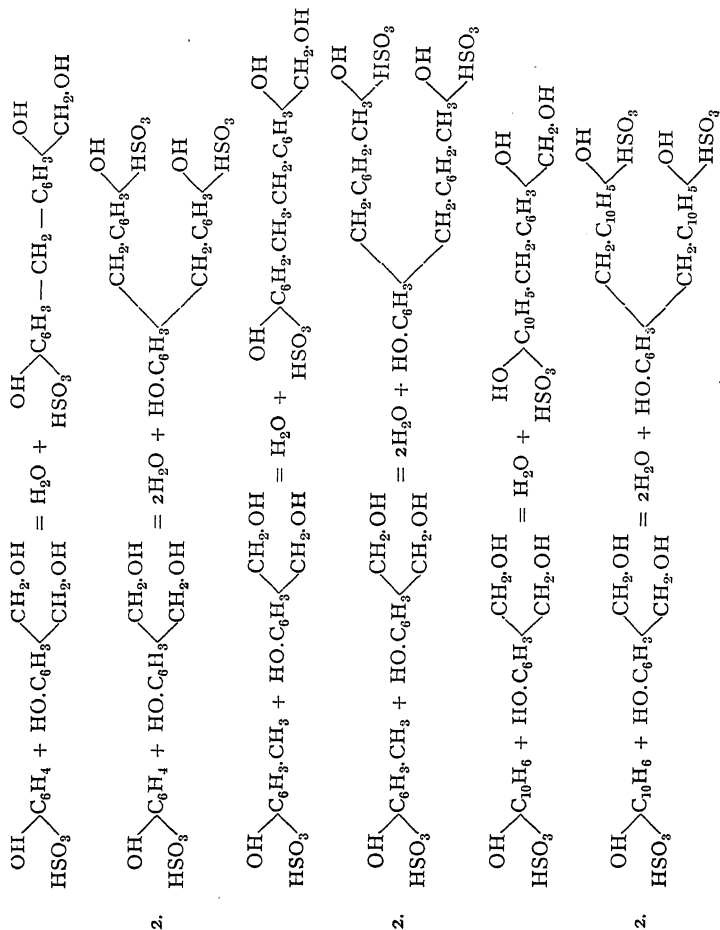 OH CH₂.OH OH OH
C₆H₄ + HO.C₆H₃ = H₂O + C₆H₃ — CH₂ — C₆H₃
HSO₃ CH₂.OH HSO₃ CH₂.OH
OH
CH₂.C₆H₃
OH CH₂.OH HSO₃
2. C₆H₄ + HO.C₆H₃ = 2H₂O + HO.C₆H₃
HSO₃ CH₂.OH OH
CH₂.C₆H₃
HSO₃
OH CH₂.OH OH OH
C₆H₃.CH₃ + HO.C₆H₃ = H₂O + C₆H₂.CH₃.CH₂.C₆H₃
HSO₃ CH₂.OH HSO₃ CH₂.OH
OH
CH₂.C₆H₂.CH₃
OH CH₂.OH HSO₃
2. C₆H₃.CH₃ + HO.C₆H₃ = 2H₂O + HO.C₆H₃
HSO₃ CH₂.OH OH
CH₂.C₆H₂.CH₃
HSO₃
OH CH₂.OH HO OH
C₁₀H₆ + HO.C₆H₃ = H₂O + C₁₀H₅.CH₂.C₆H₃
HSO₃ CH₂.OH HSO₃ CH₂.OH
OH
CH₂.C₁₀H₅
OH CH₂.OH HSO₃
2. C₁₀H₆ + HO.C₆H₃ = 2H₂O + HO.C₆H₃
HSO₃ CH₂.OH OH
CH₂.C₁₀H₅
HSO₃